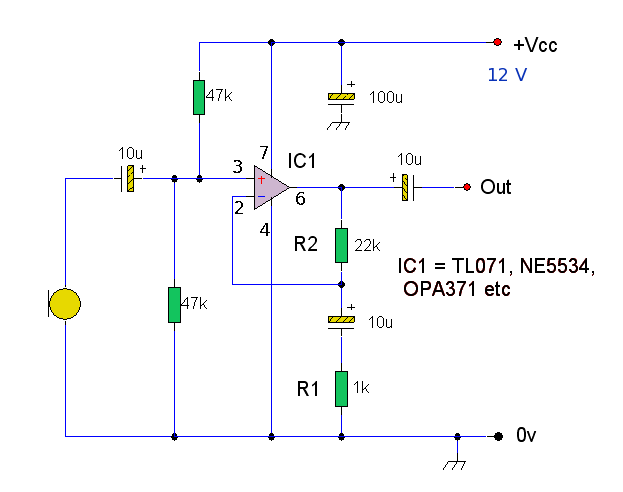 +Vcc
12 V
47k
+
100u
10u
+
7
IC1
3
+
-
2
6
4
10u
+
Out
R2
22k
IC1 = TL071, NE5534,
OPA371 etc
47k
+
10u
R1
1k
0v